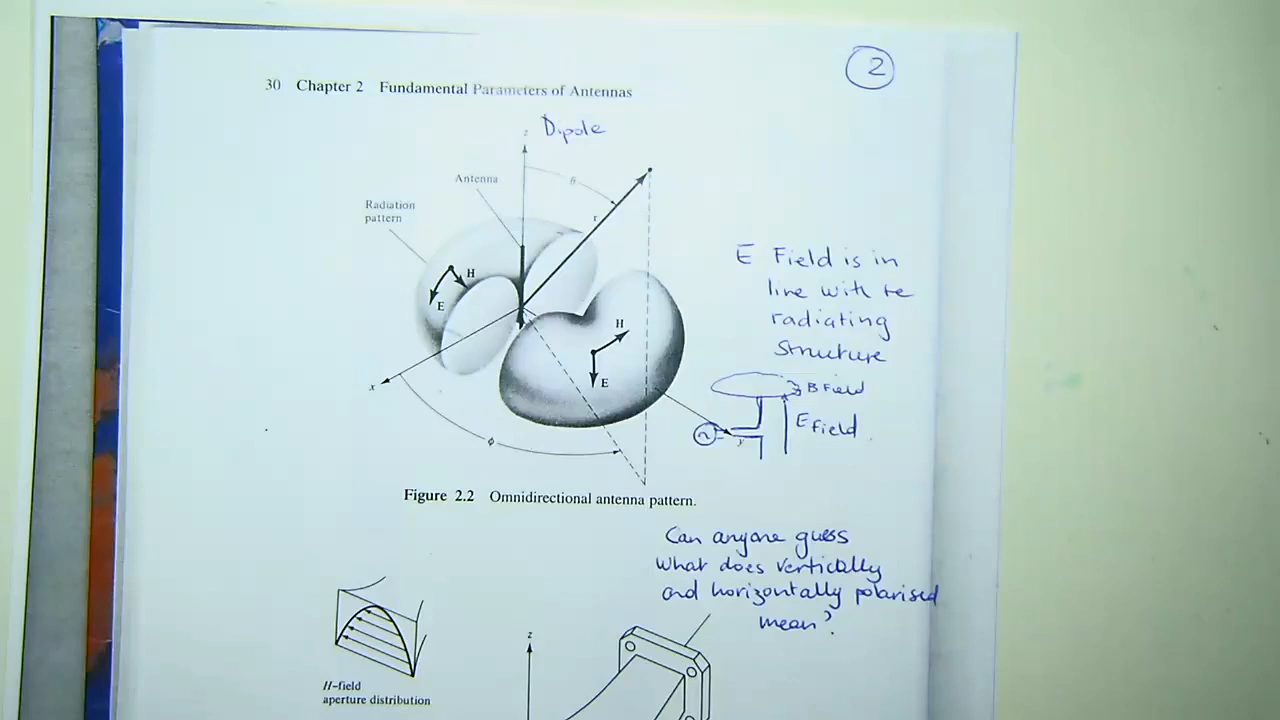 2
30 Chapter 2 Fundamental Parameters of Antennas
Dipole
z
Antenna
θ
Radiation
pattern
r
H
E
H
E
x
y
φ
E Field is in
line with te
radiating
Struuture
B Field
E field
Figure 2.2 Omnidirectional antenna pattern.
Can anyone guess
what does vertically
and horizontally polarised
mean?
z
H-field
aperture distribution